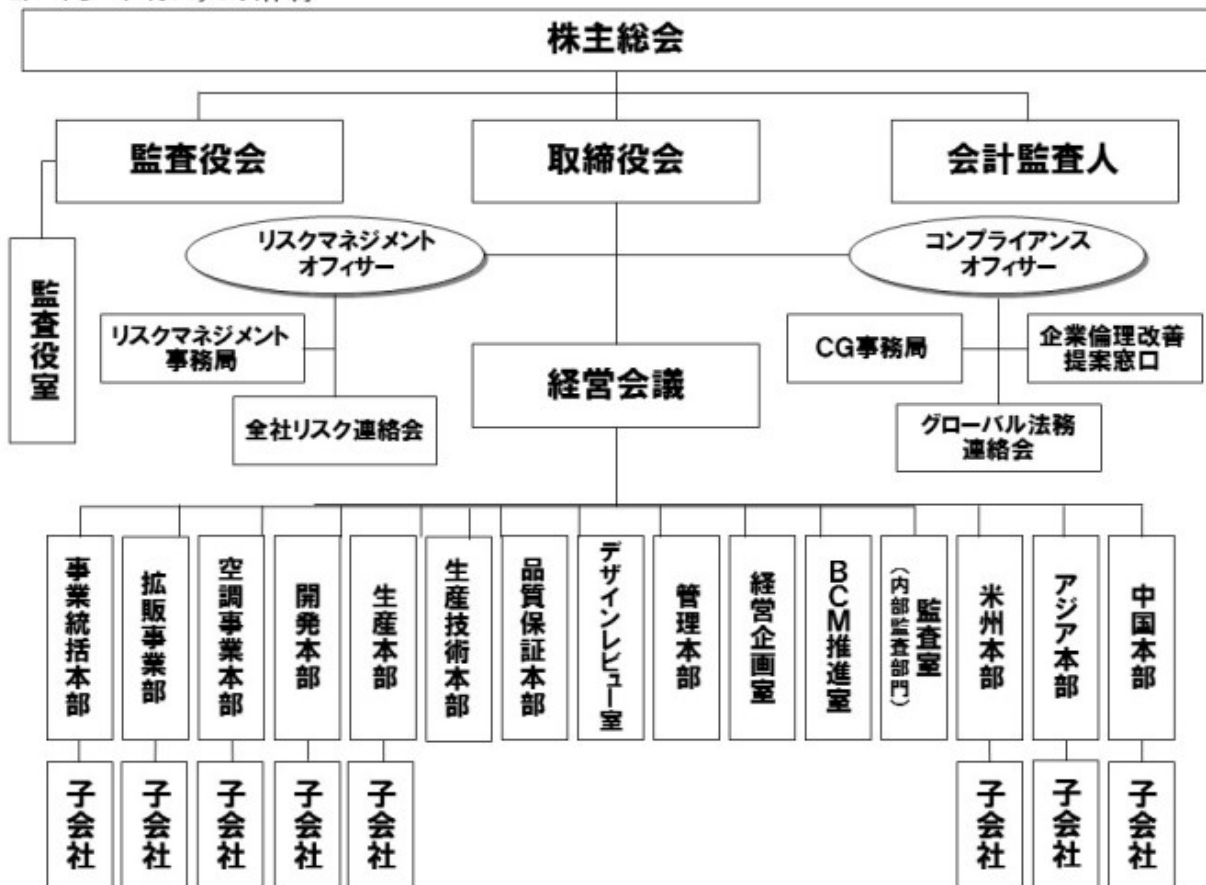 株主総会
監査役会
取締役会
会計監査人
リスクマネジメント
オフィサー
コンプライアンス
オフィサー
監査役室
リスクマネジメント
事務局
経営会議
CG事務局
企業倫理改善
提案窓口
全社リスク連絡会
グローバル法務
連絡会
事業統括本部
拡販事業部
空調事業本部
開発本部
生産本部
生産技術本部
品質保証本部
デザインレビュー室
管理本部
経営企画室
BCM推進室
監査室
(内部監査部門)
米州本部
アジア本部
中国本部
子会社
子会社
子会社
子会社
子会社
子会社
子会社
子会社